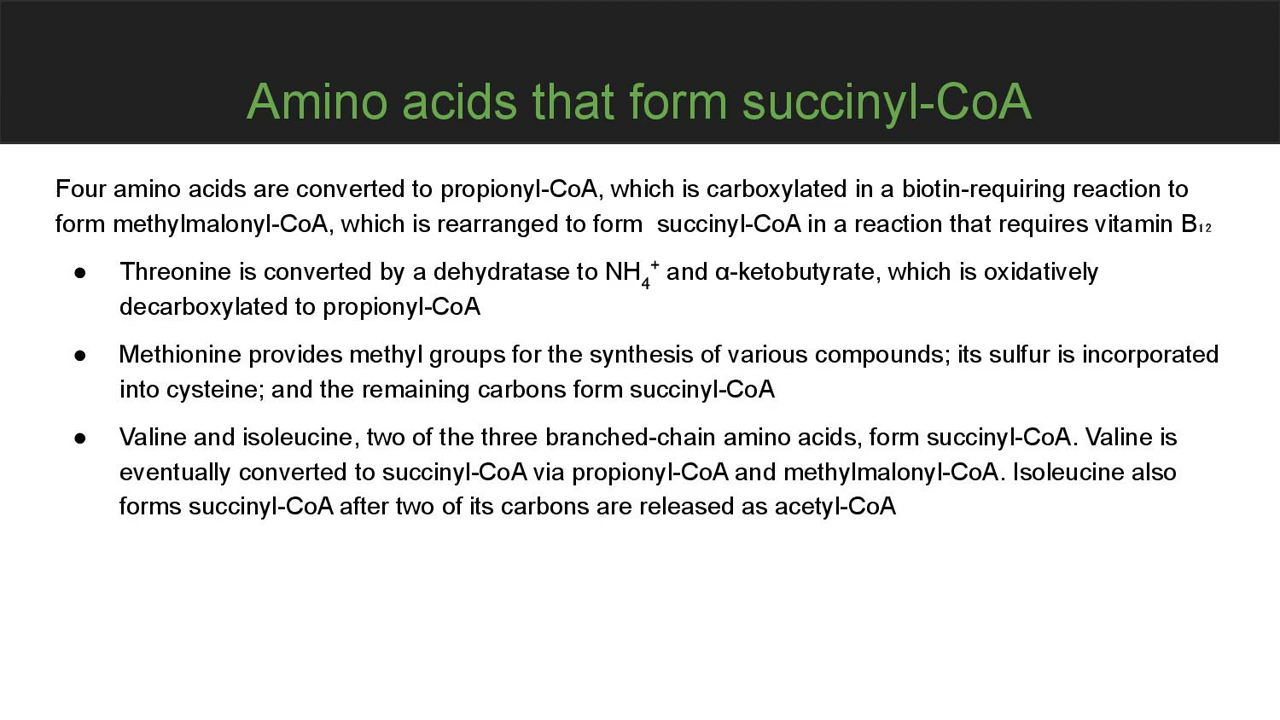 Amino acids that form succinyl-CoA
Four amino acids are converted to propionyl-CoA, which is carboxylated in a biotin-requiring reaction to
form methylmalonyl-CoA, which is rearranged to form  succinyl-CoA in a reaction that requires vitamin B₁₂
● Threonine is converted by a dehydratase to NH₄⁺ and α-ketobutyrate, which is oxidatively
decarboxylated to propionyl-CoA
● Methionine provides methyl groups for the synthesis of various compounds; its sulfur is incorporated
into cysteine; and the remaining carbons form succinyl-CoA
● Valine and isoleucine, two of the three branched-chain amino acids, form succinyl-CoA. Valine is
eventually converted to succinyl-CoA via propionyl-CoA and methylmalonyl-CoA. Isoleucine also
forms succinyl-CoA after two of its carbons are released as acetyl-CoA